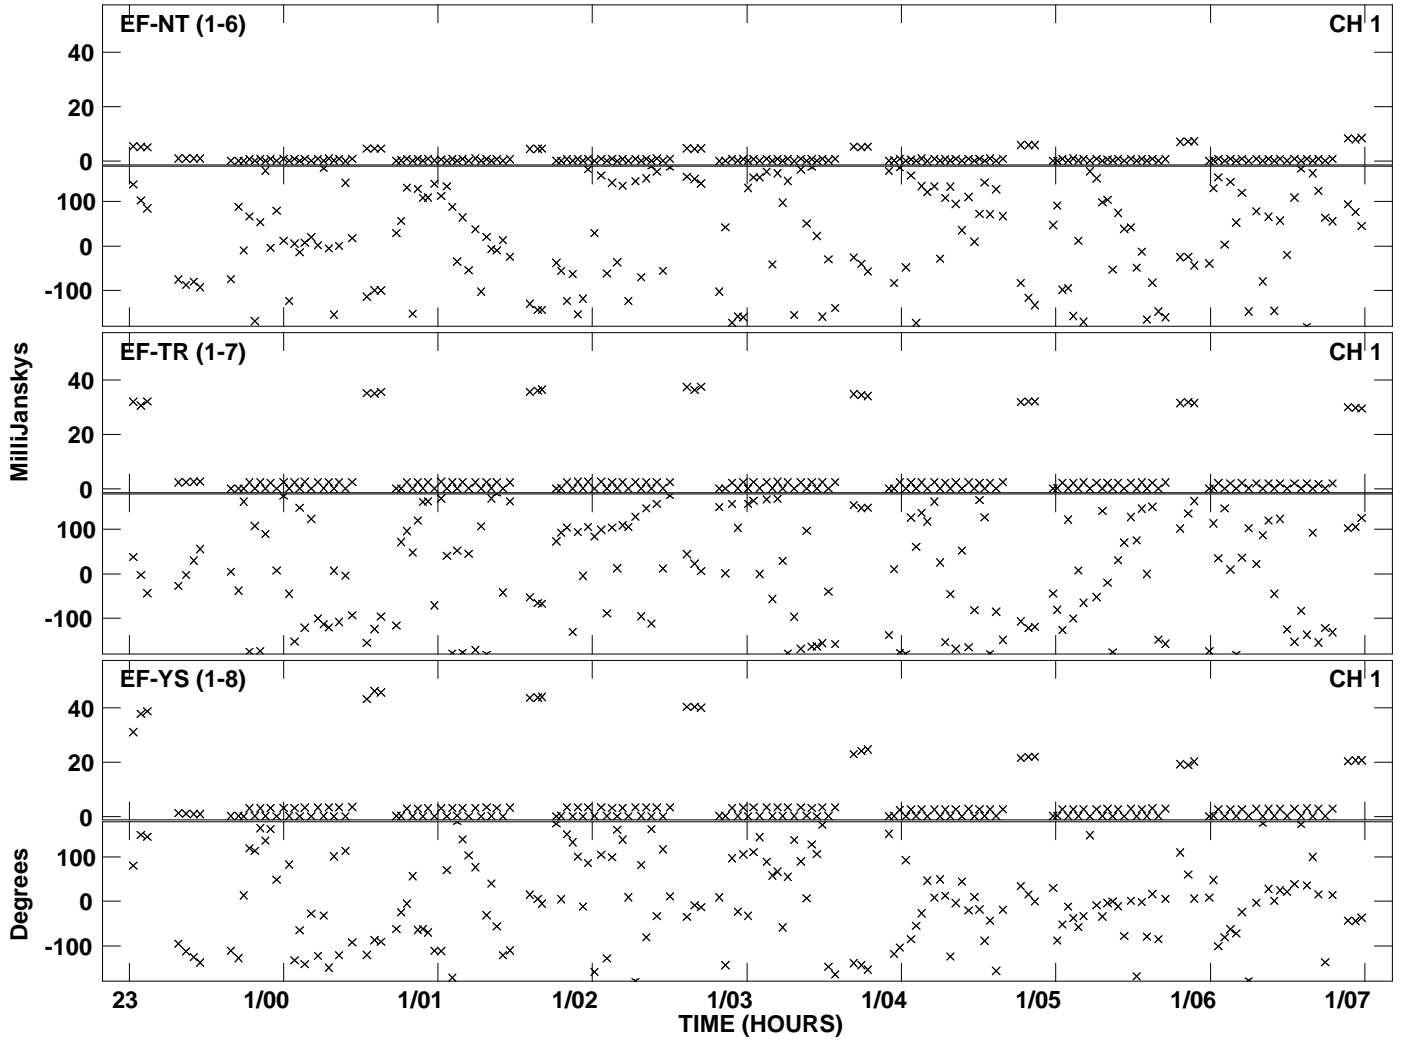 EF-NT (1-6) CH 1
40
20
0
100
0
-100
EF-TR (1-7) CH 1
40
20
0
100
0
-100
MilliJanskys
EF-YS (1-8) CH 1
40
20
0
100
0
-100
Degrees
23 1/00 1/01 1/02 1/03 1/04 1/05 1/06 1/07
TIME (HOURS)